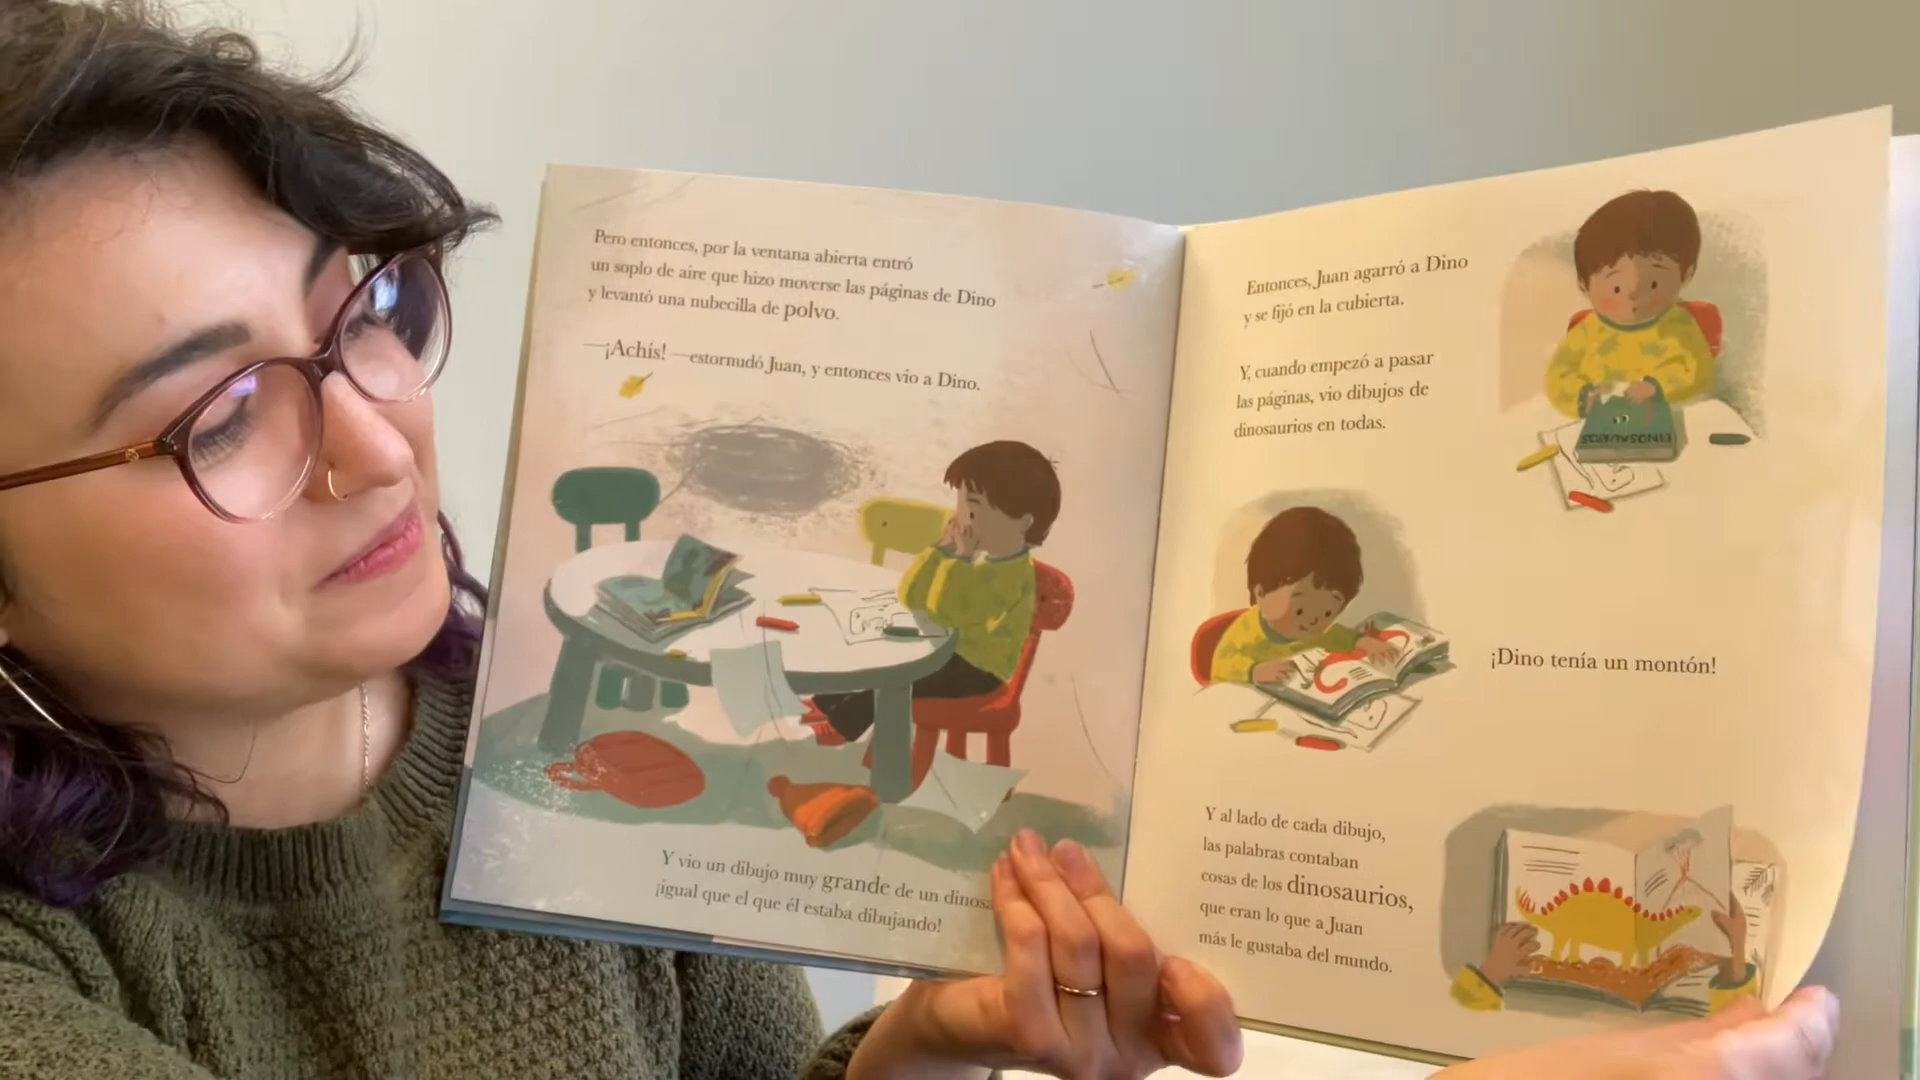 Pero entonces, por la ventana abierta entró
un soplo de aire que hizo moverse las páginas de Dino
y levantó una nubecilla de polvo.
—¡Achís! —estornudó Juan, y entonces vio a Dino.
Y vio un dibujo muy grande de un
¡igual que el que él estaba dibujando!
Entonces, Juan agarró a Dino
y se fijó en la cubierta.
Y, cuando empezó a pasar
las páginas, vio dibujos de
dinosaurios en todas.
DINOSAURIOS
¡Dino tenía un montón!
Y al lado de cada dibujo,
las palabras contaban
cosas de los dinosaurios,
que eran lo que a Juan
más le gustaba del mundo.